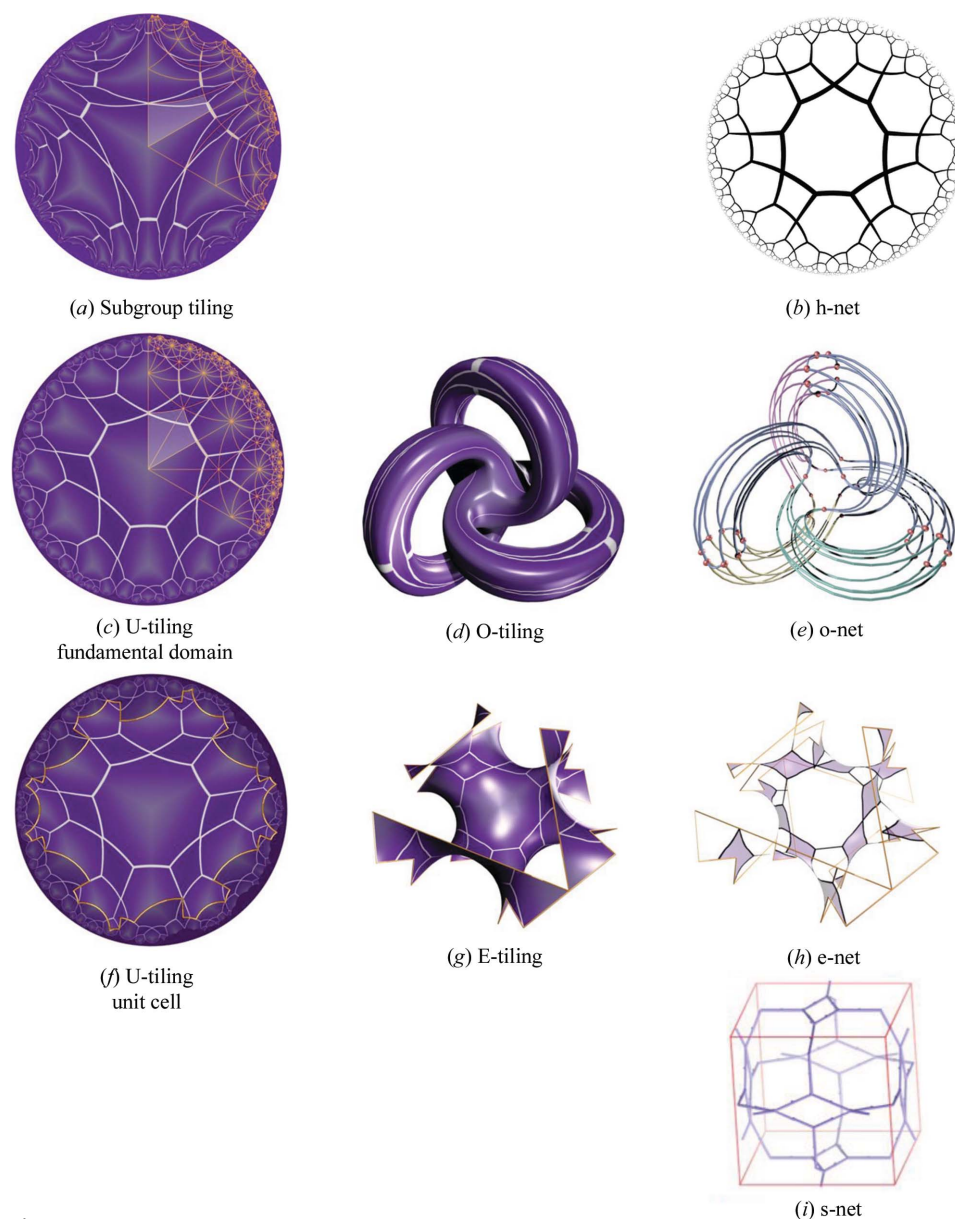 (a) Subgroup tiling
(b) h-net
(c) U-tiling
fundamental domain
(d) O-tiling
(e) o-net
(f) U-tiling
unit cell
(g) E-tiling
(h) e-net
(i) s-net